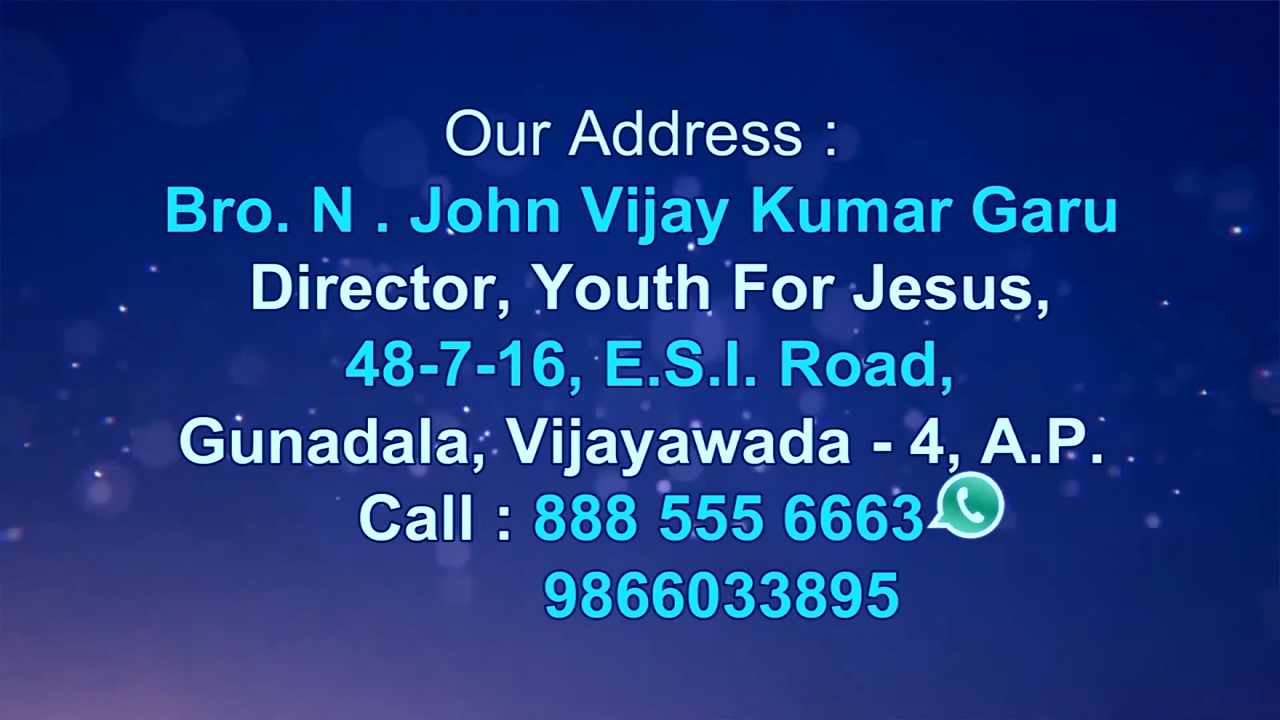 Our Address :
Bro. N . John Vijay Kumar Garu
Director, Youth For Jesus,
48-7-16, E.S.I. Road,
Gunadala, Vijayawada - 4, A.P.
Call : 888 555 6663
9866033895